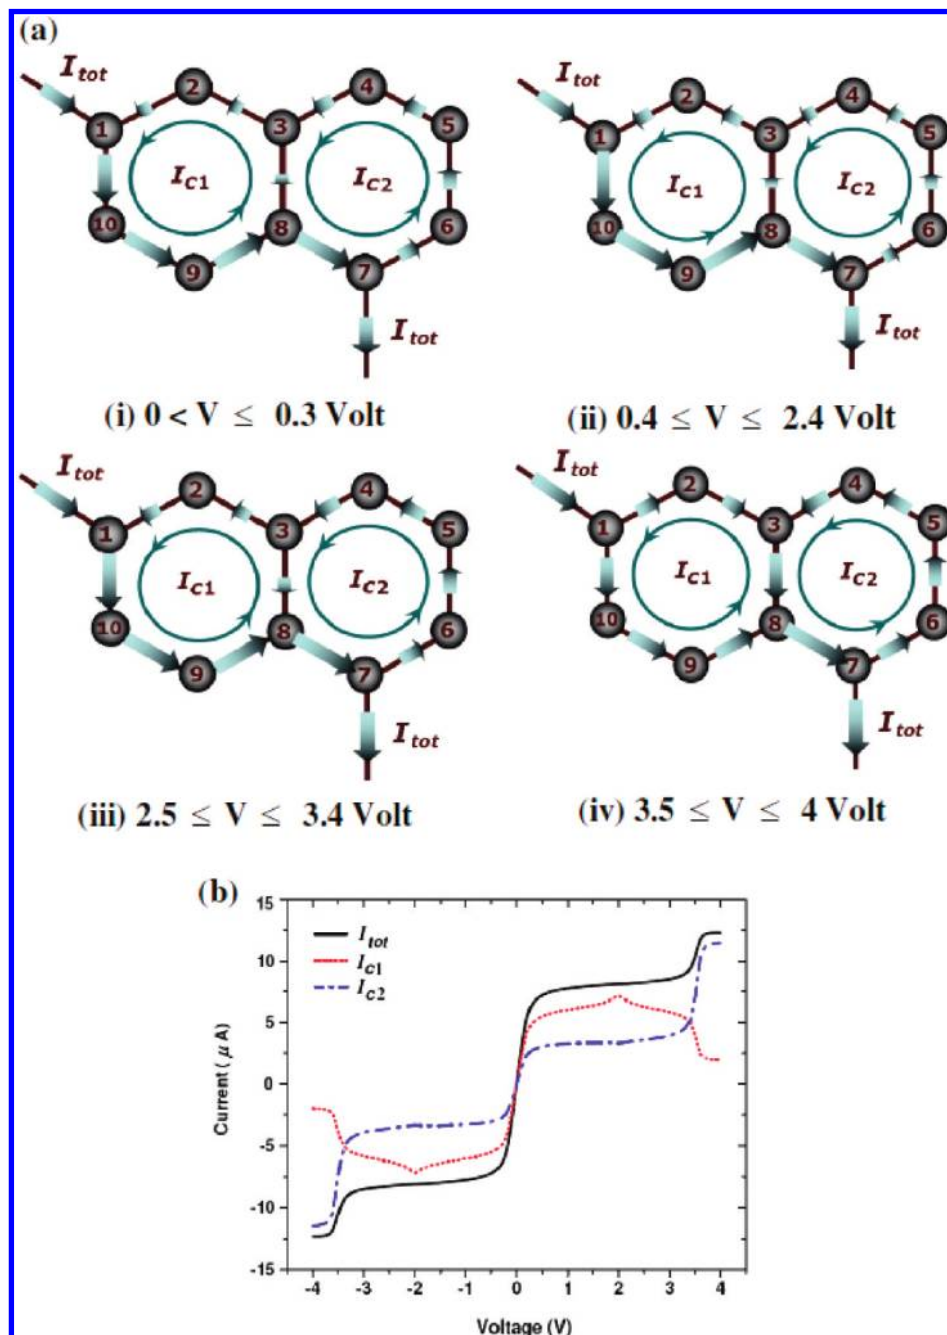 (a)
I_tot I_tot
1 2 3 4 5 6 7 8 9 10 I_C1 I_C2
1 2 3 4 5 6 7 8 9 10 I_C1 I_C2
I_tot I_tot
(i) 0 < V ≤ 0.3 Volt (ii) 0.4 ≤ V ≤ 2.4 Volt
I_tot I_tot
1 2 3 4 5 6 7 8 9 10 I_C1 I_C2
1 2 3 4 5 6 7 8 9 10 I_C1 I_C2
I_tot I_tot
(iii) 2.5 ≤ V ≤ 3.4 Volt (iv) 3.5 ≤ V ≤ 4 Volt
(b)
I_tot
I_c1
I_c2
15
10
5
0
-5
-10
-15
Current ( μ A)
-4 -3 -2 -1 0 1 2 3 4
Voltage (V)